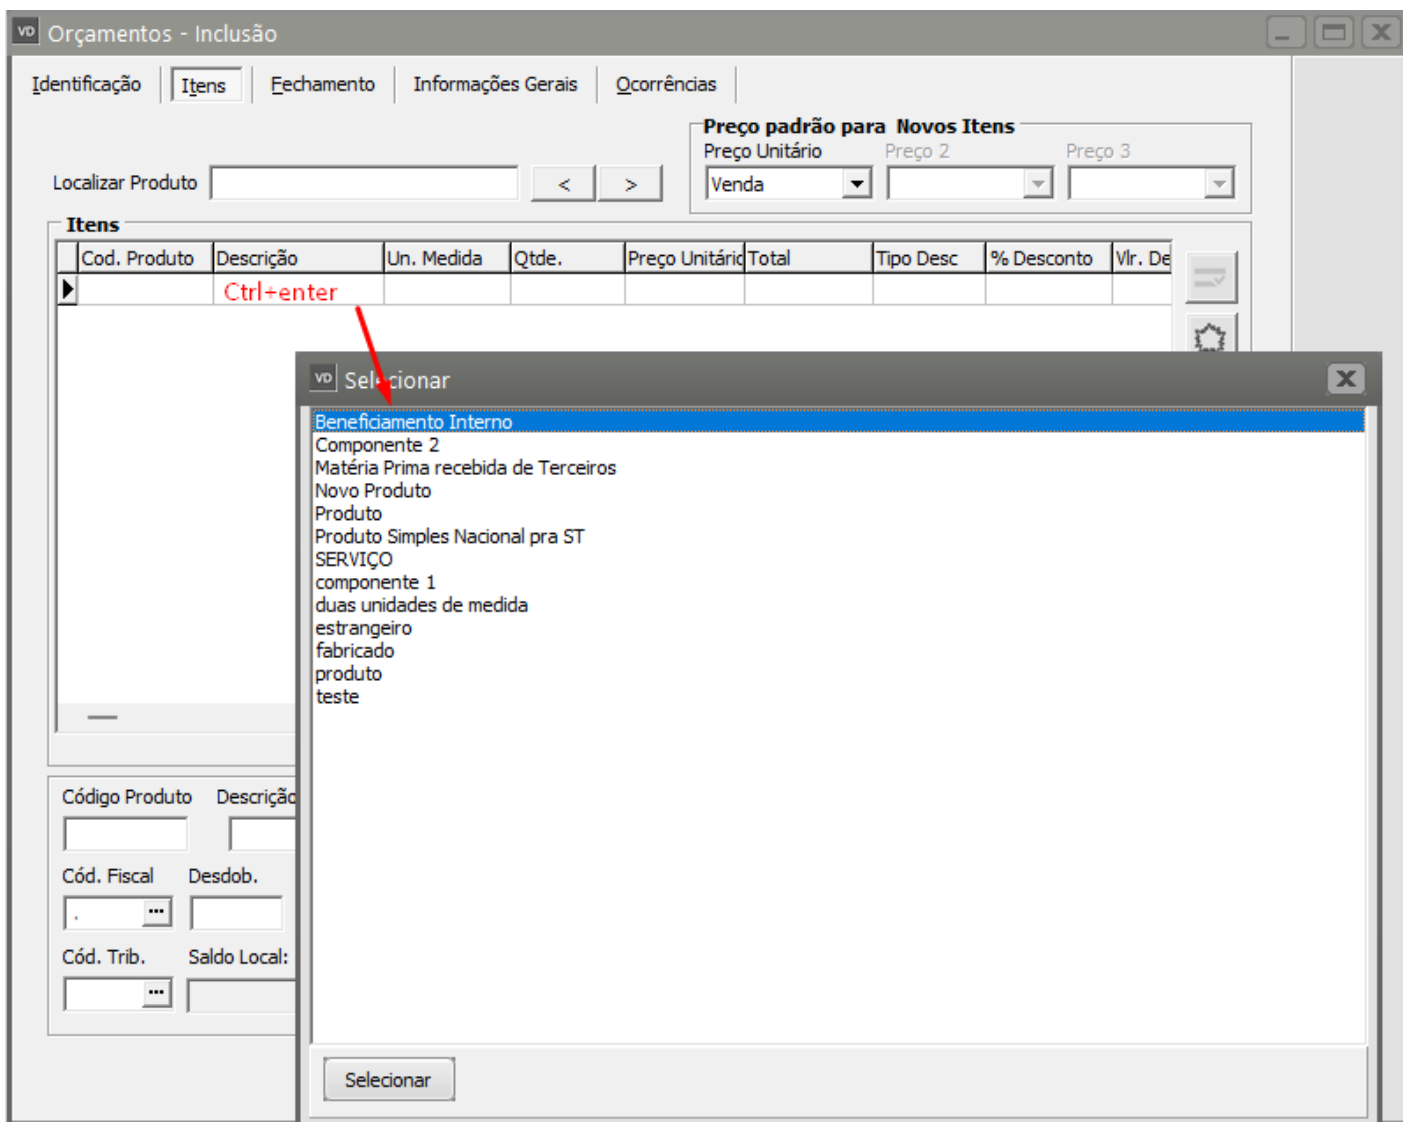 VD Orçamentos - Inclusão
Identificação Itens Fechamento Informações Gerais Ocorrências
Preço padrão para Novos Itens
Preço Unitário Preço 2 Preço 3
Localizar Produto < > Venda
Itens
Cod. Produto Descrição Un. Medida Qtde. Preço Unitário Total Tipo Desc % Desconto Vlr. De
Ctrl+enter
VD Selecionar
Beneficiamento Interno
Componente 2
Matéria Prima recebida de Terceiros
Novo Produto
Produto
Produto Simples Nacional pra ST
SERVIÇO
componente 1
duas unidades de medida
estrangeiro
fabricado
produto
teste
Código Produto Descrição
Cód. Fiscal Desdob.
. ...
Cód. Trib. Saldo Local:
...
Selecionar